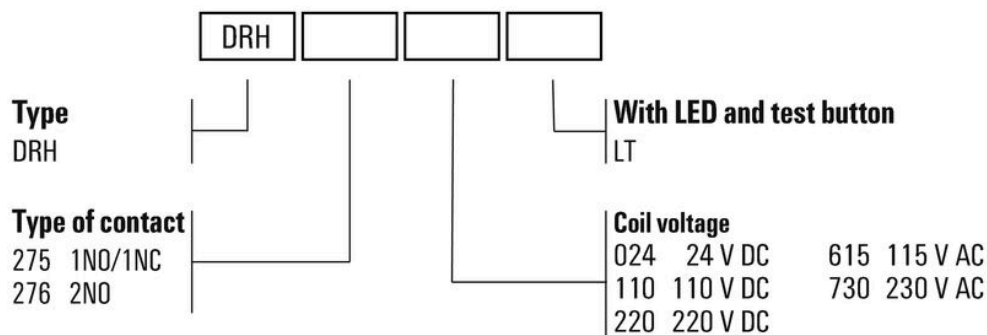 DRH
Type
DRH
With LED and test button
LT
Type of contact
275 1NO/1NC
276 2NO
Coil voltage
024 24 V DC 615 115 V AC
110 110 V DC 730 230 V AC
220 220 V DC